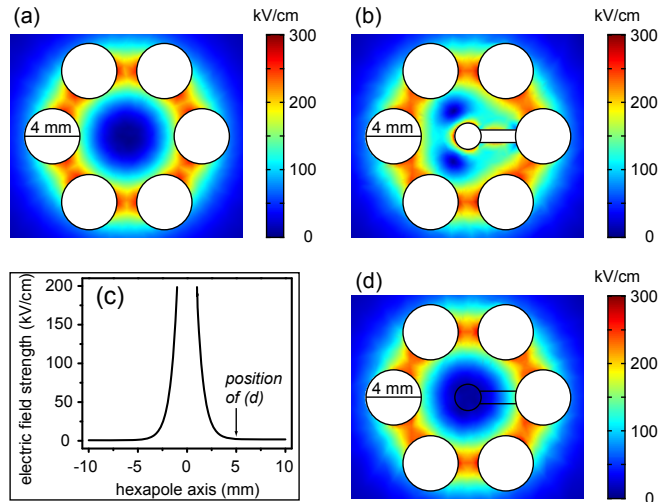 (a)
kV/cm
300
200
100
0
4 mm
(b)
kV/cm
300
200
100
0
4 mm
(c)
200
150
100
50
0
electric field strength (kV/cm)
-10
-5
0
5
10
hexapole axis (mm)
position
of (d)
(d)
kV/cm
300
200
100
0
4 mm